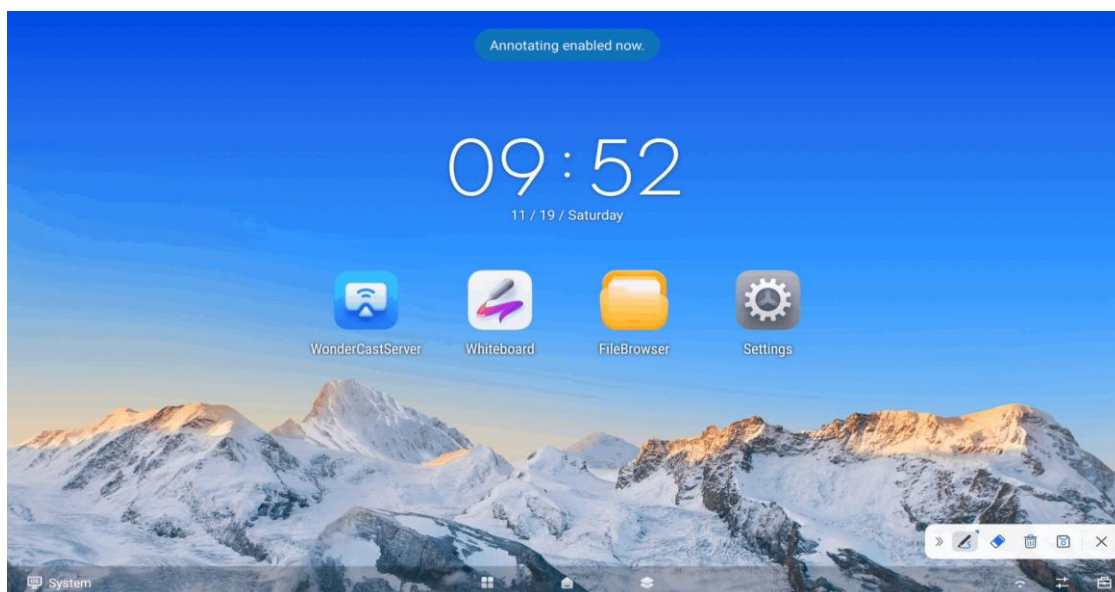 Annotating enabled now.
09:52
11 / 19 / Saturday
WonderCastServer
Whiteboard
FileBrowser
Settings
System